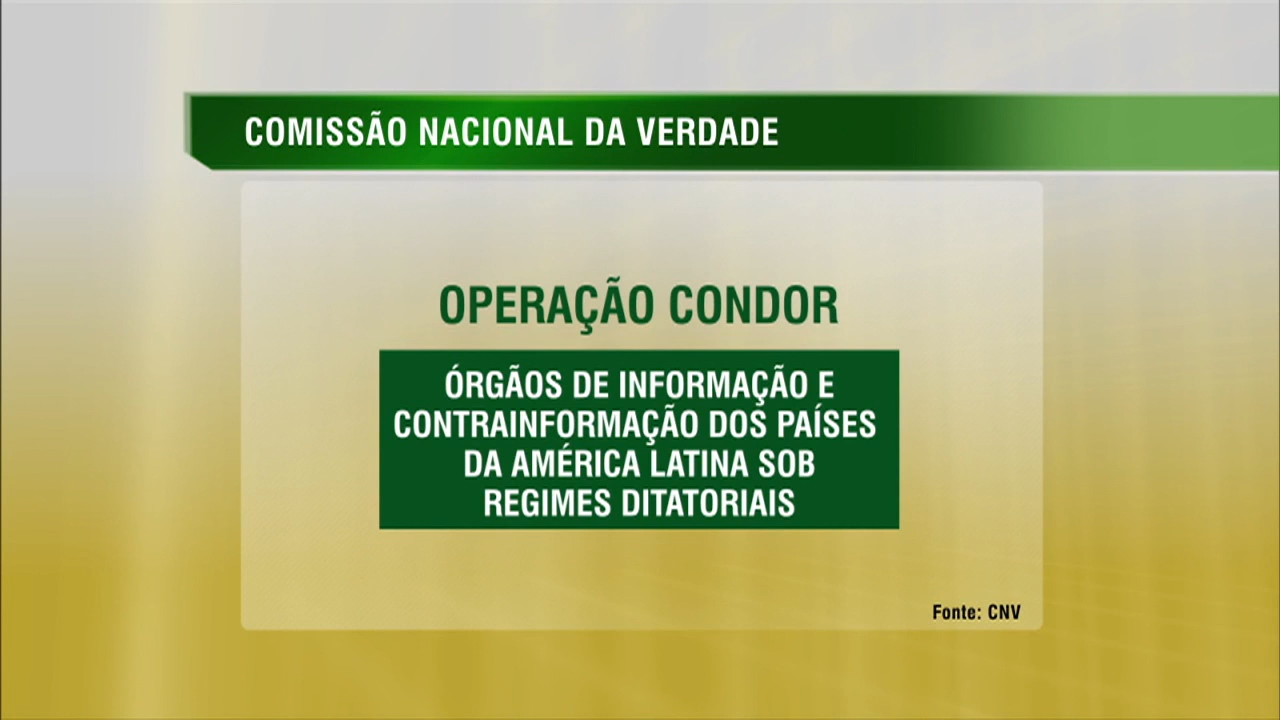 COMISSÃO NACIONAL DA VERDADE
OPERAÇÃO CONDOR
ÓRGÃOS DE INFORMAÇÃO E
CONTRAINFORMAÇÃO DOS PAÍSES
DA AMÉRICA LATINA SOB
REGIMES DITATORIAIS
Fonte: CNV